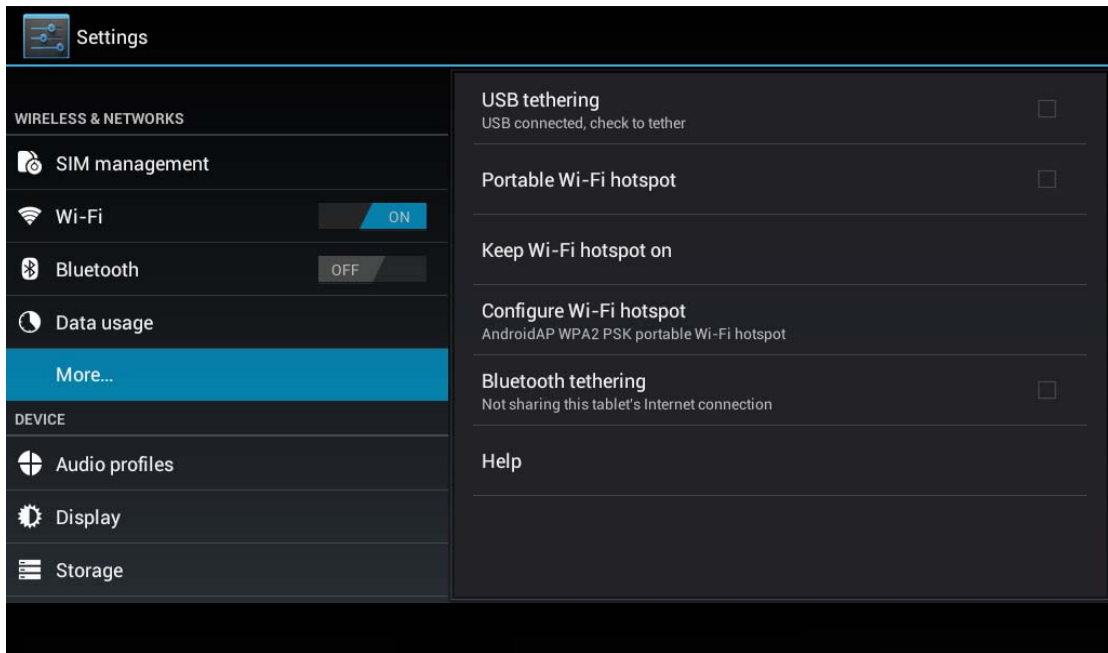 Settings
WIRELESS & NETWORKS
SIM management
Wi-Fi ON
Bluetooth OFF
Data usage
More...
DEVICE
Audio profiles
Display
Storage
USB tethering
USB connected, check to tether
Portable Wi-Fi hotspot
Keep Wi-Fi hotspot on
Configure Wi-Fi hotspot
AndroidAP WPA2 PSK portable Wi-Fi hotspot
Bluetooth tethering
Not sharing this tablet's Internet connection
Help